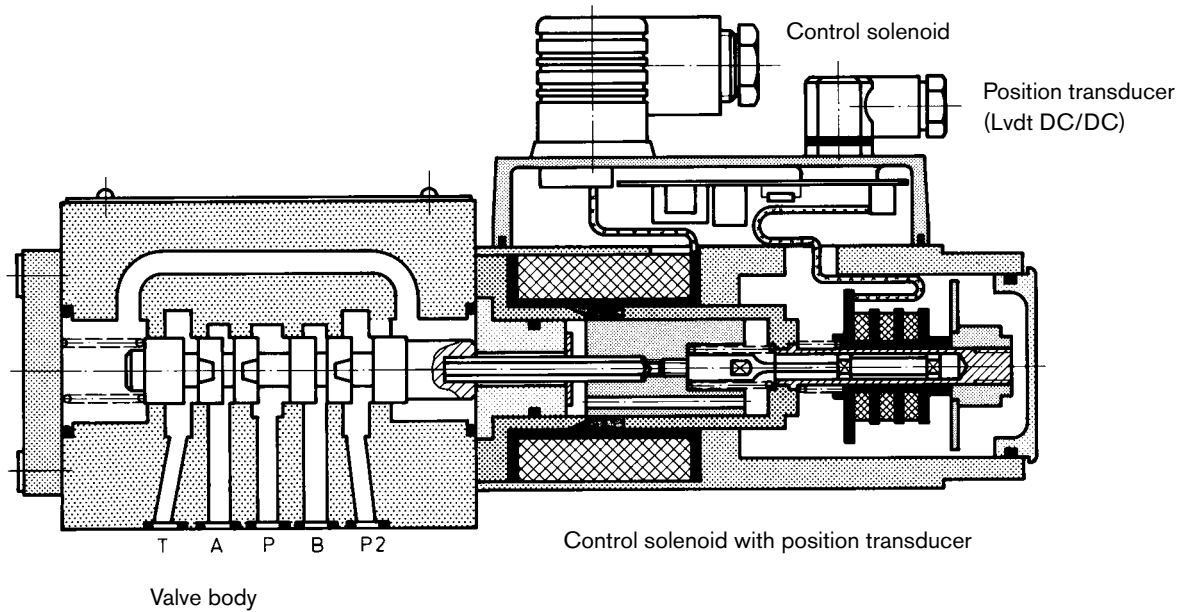 Control solenoid
Position transducer
(Lvdt DC/DC)
T A P B P2
Control solenoid with position transducer
Valve body